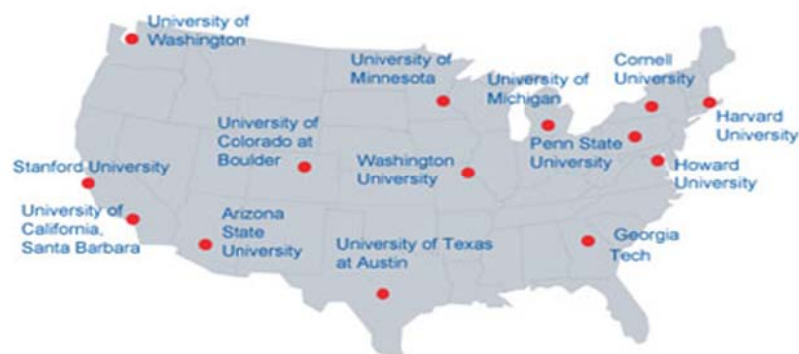 University of
Washington
University of
Minnesota
University of
Michigan
Cornell
University
Harvard
University
University of
Colorado at
Boulder
Washington
University
Penn State
University
Howard
University
Stanford University
University of
California,
Santa Barbara
Arizona
State
University
University of Texas
at Austin
Georgia
Tech